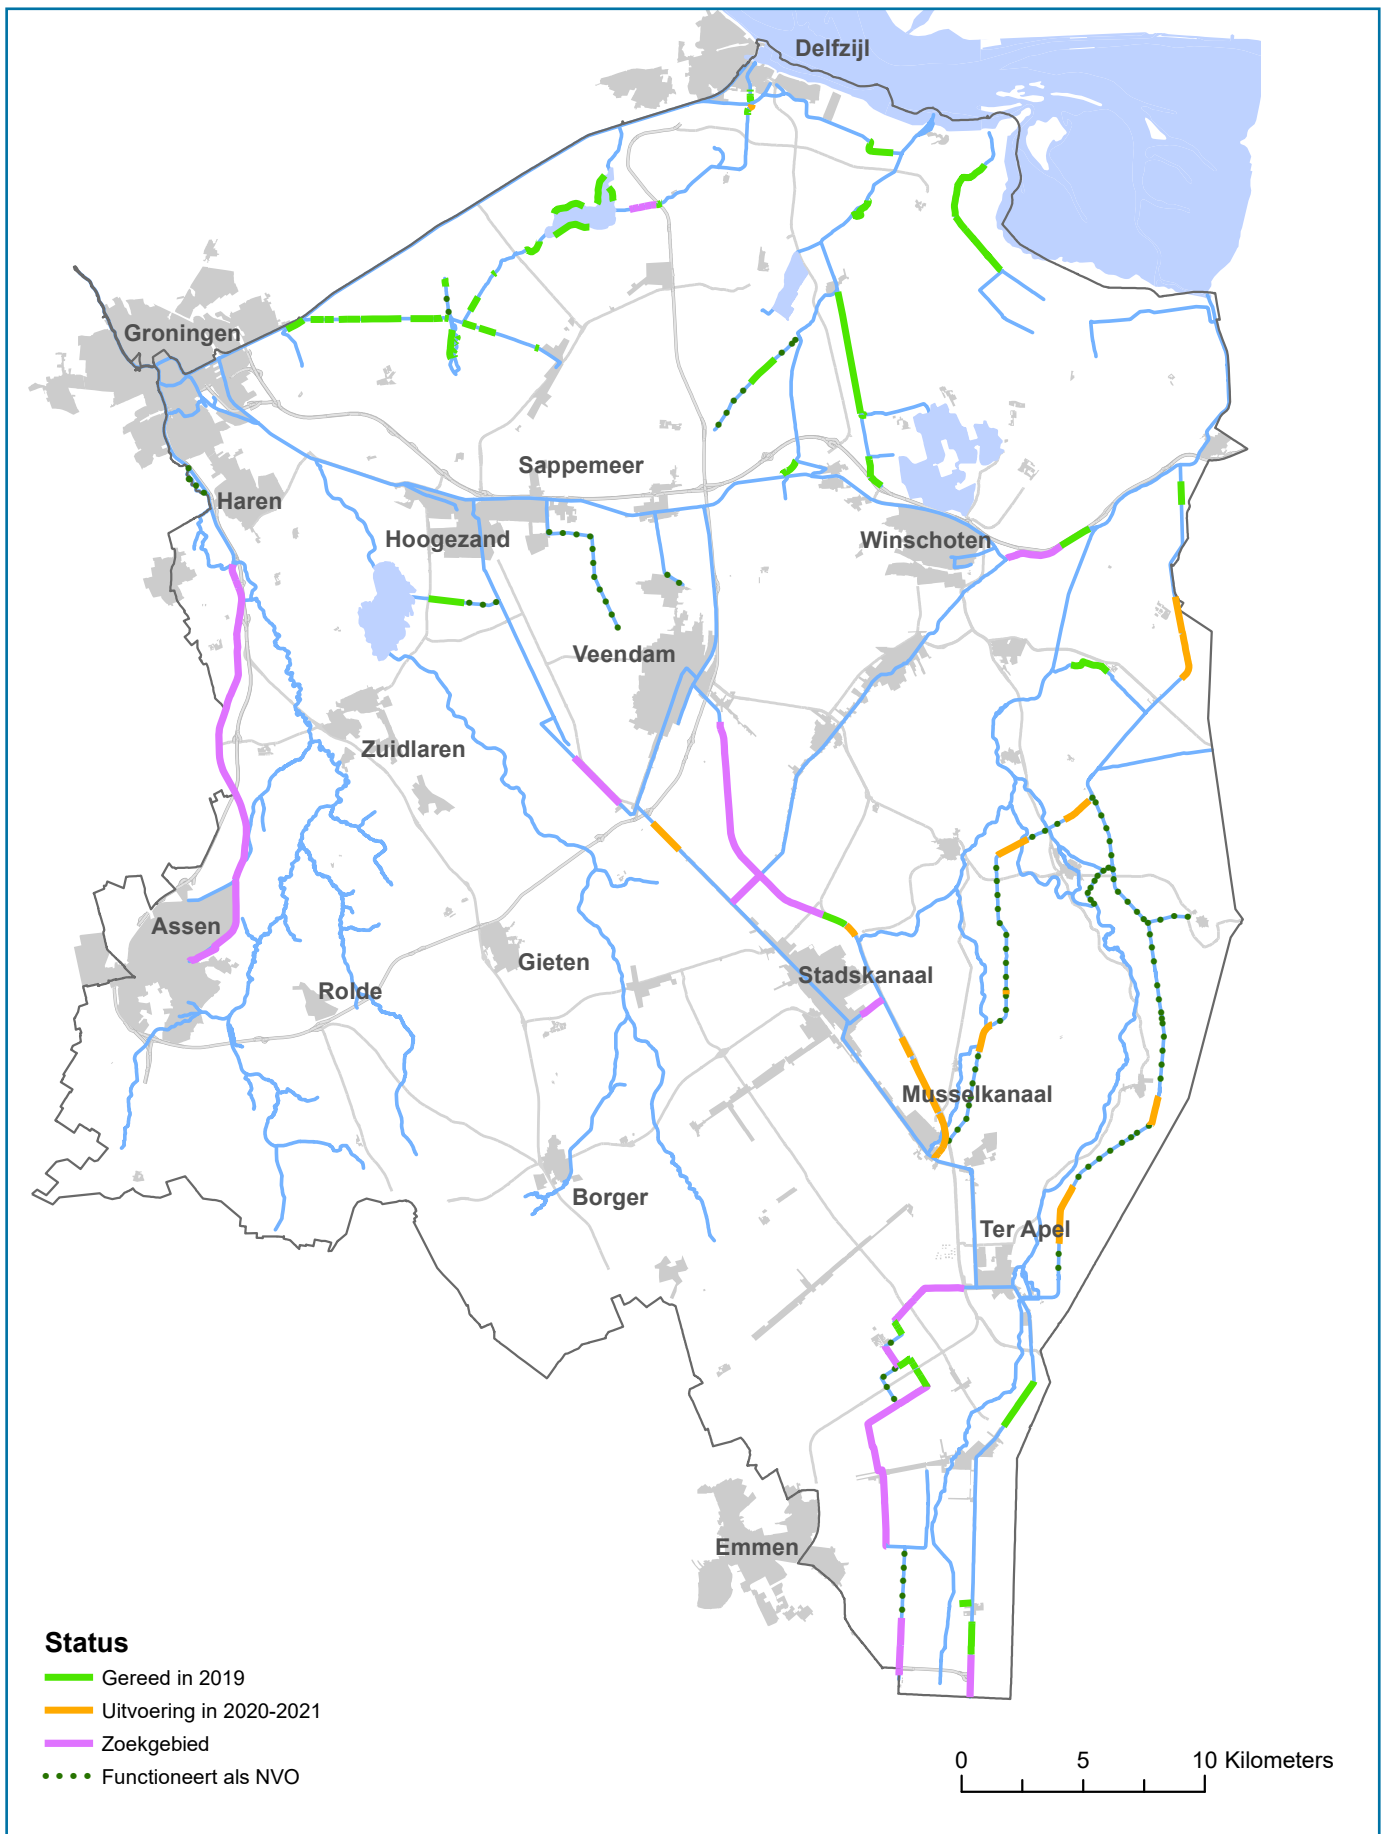 Delfzijl
Groningen
Sappemeer
Haren
Hoogezand
Winschoten
Veendam
Zuidlaren
Assen
Gieten
Stadskanaal
Rolde
Musselkanaal
Borger
Ter Apel
Emmen
Status
Gereed in 2019
Uitvoering in 2020-2021
Zoekgebied
Functioneert als NVO
0 5 10 Kilometers